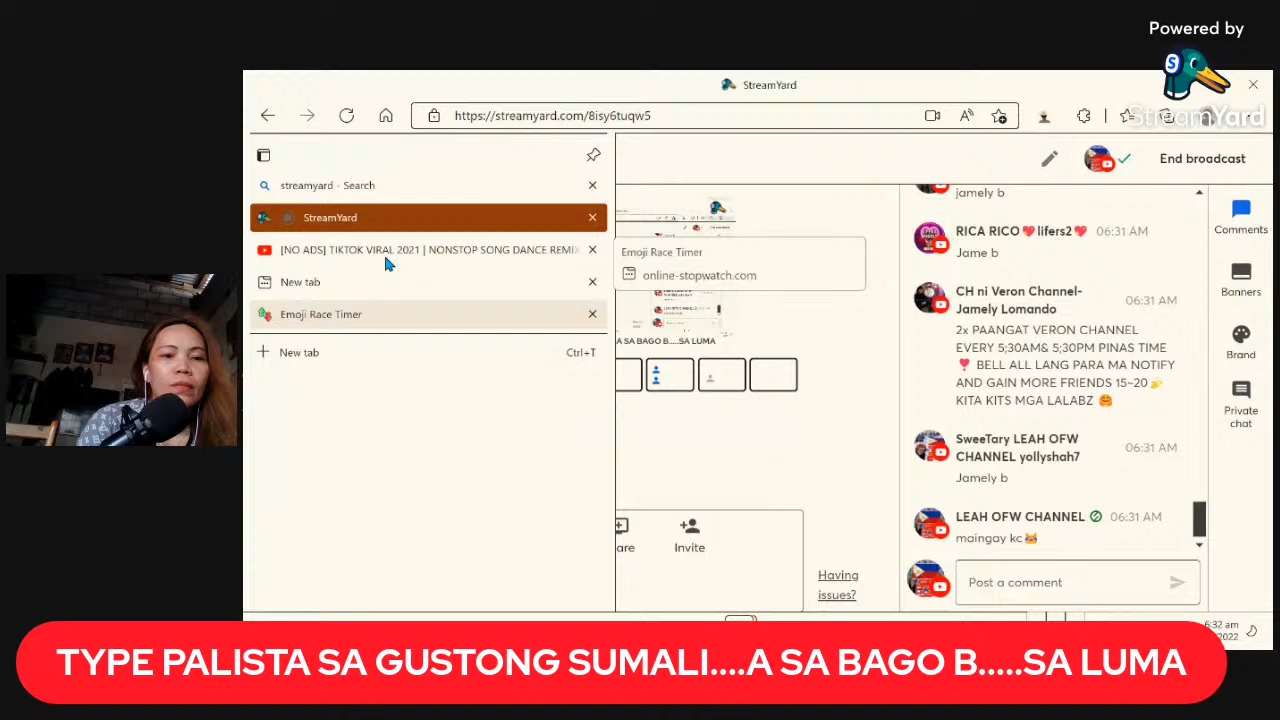 Powered by
StreamYard
StreamYard
https://streamyard.com/8isy6tuqw5
streamyard - Search
StreamYard
[NO ADS] TIKTOK VIRAL 2021 | NONSTOP SONG DANCE REMIX
New tab
Emoji Race Timer
New tab
Ctrl+T
Emoji Race Timer
online-stopwatch.com
A SA BAGO B.....SA LUMA
are
Invite
Having
issues?
End broadcast
jamely b
RICA RICO💖lifers2💖 06:31 AM
Jame b
CH ni Veron Channel-
Jamely Lomando
06:31 AM
2x PAANGAT VERON CHANNEL
EVERY 5;30AM& 5;30PM PINAS TIME
❣️ BELL ALL LANG PARA MA NOTIFY
AND GAIN MORE FRIENDS 15~20💫
KITA KITS MGA LALABZ 🤗
SweeTary LEAH OFW
CHANNEL yollyshah7
06:31 AM
Jamely b
LEAH OFW CHANNEL 06:31 AM
maingay kc😹
Post a comment
Comments
Banners
Brand
Private
chat
6:32 am
2022
TYPE PALISTA SA GUSTONG SUMALI....A SA BAGO B.....SA LUMA